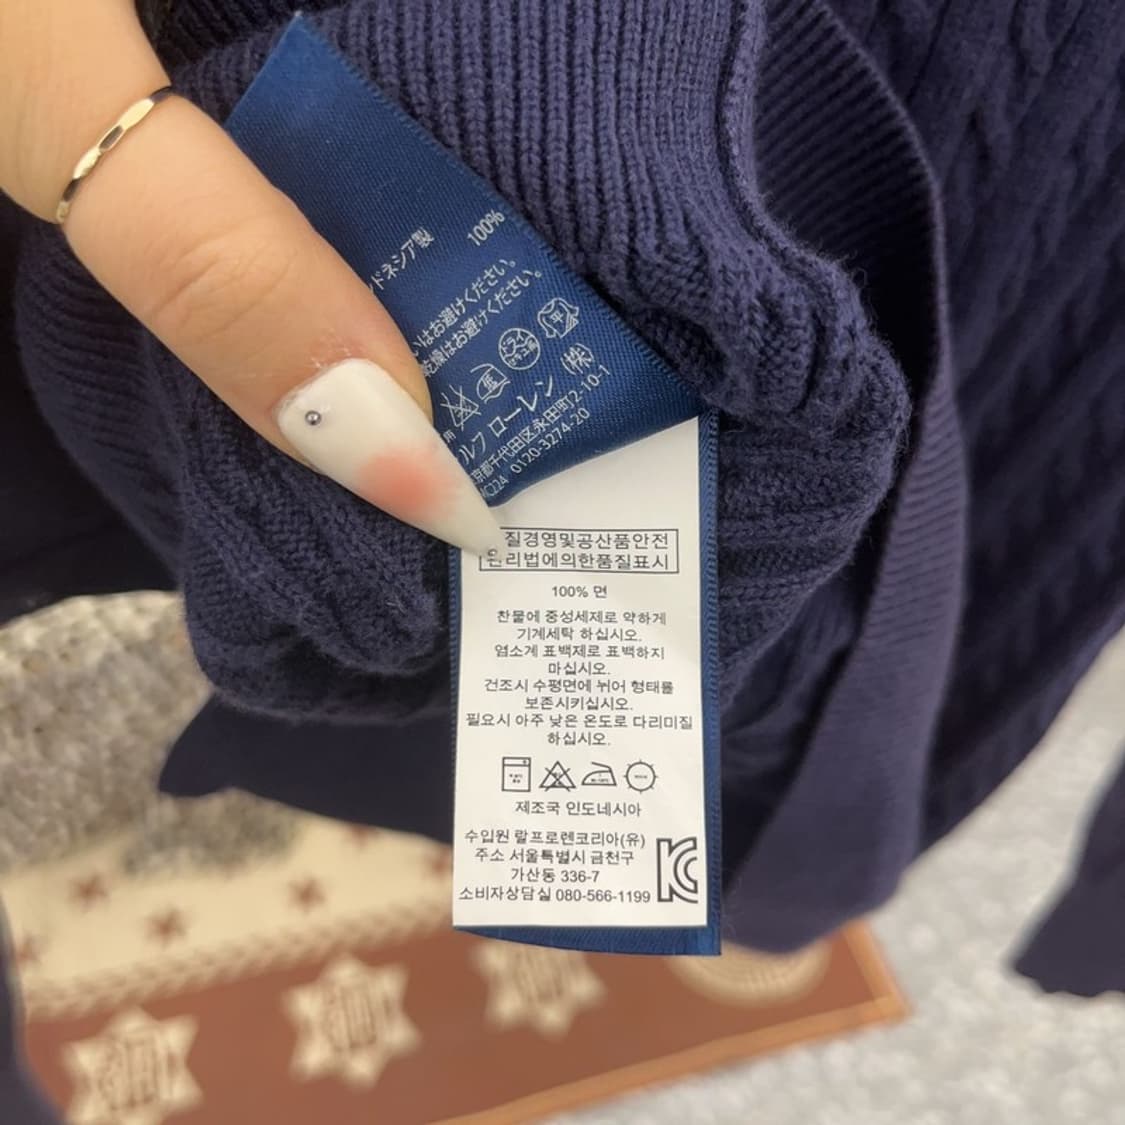 100%
ドネシア製
はお避けください。
乾燥はお避けください。
平
ドライ
ルフ ローレン (株)
京都千代田区永田町2-10-1
0120-3274-20
질경영및공산품안전
관리법에의한품질표시
100% 면
찬물에 중성세제로 약하게
기계세탁 하십시오.
염소계 표백제로 표백하지
마십시오.
건조시 수평면에 뉘어 형태를
보존시키십시오.
필요시 아주 낮은 온도로 다리미질
하십시오.
제조국 인도네시아
수입원 랄프로렌코리아(유)
주소 서울특별시 금천구
가산동 336-7
소비자상담실 080-566-1199